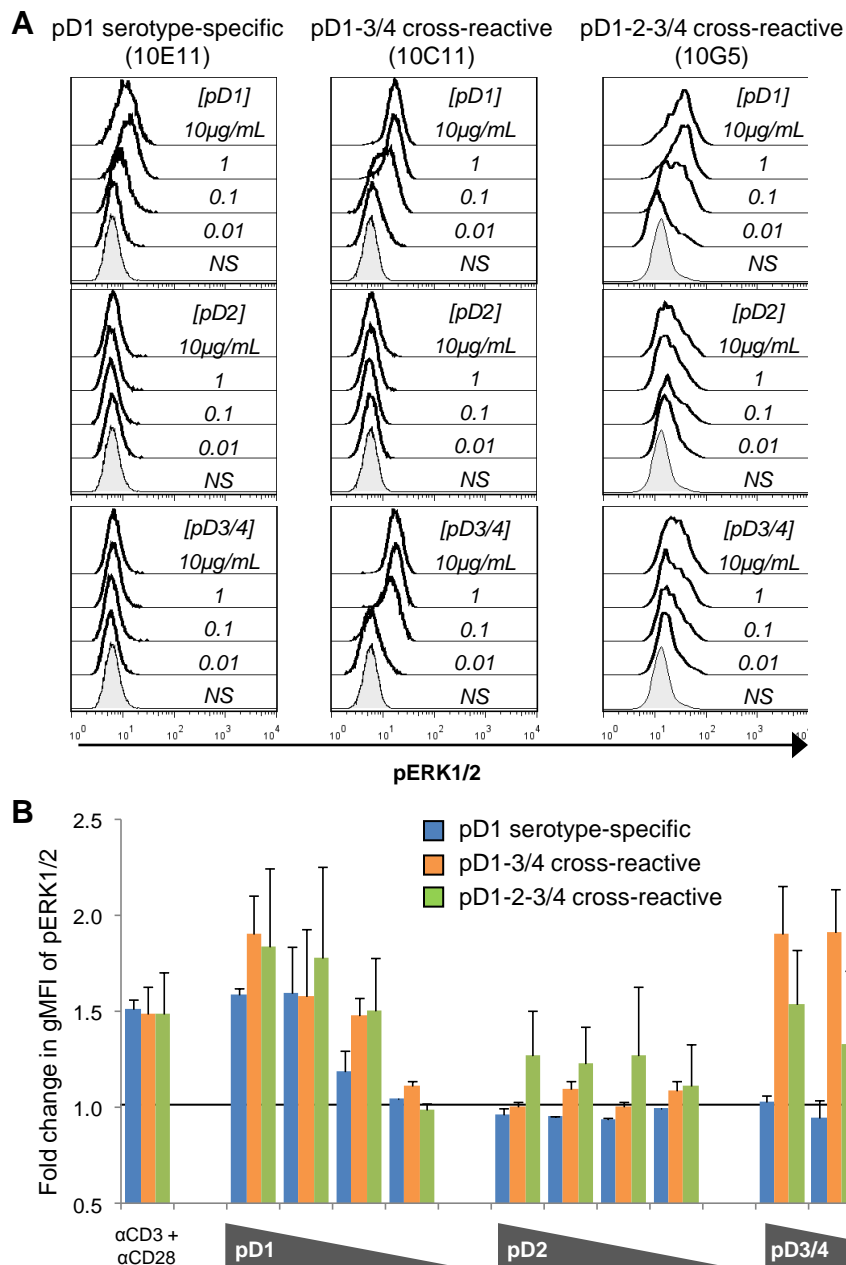 A
pD1 serotype-specific
(10E11)
pD1-3/4 cross-reactive
(10C11)
pD1-2-3/4 cross-reactive
(10G5)
[pD1]
10µg/mL
1
0.1
0.01
NS
[pD1]
10µg/mL
1
0.1
0.01
NS
[pD1]
10µg/mL
1
0.1
0.01
NS
[pD2]
10µg/mL
1
0.1
0.01
NS
[pD2]
10µg/mL
1
0.1
0.01
NS
[pD2]
10µg/mL
1
0.1
0.01
NS
[pD3/4]
10µg/mL
1
0.1
0.01
NS
[pD3/4]
10µg/mL
1
0.1
0.01
NS
[pD3/4]
10µg/mL
1
0.1
0.01
NS
10⁰ 10¹ 10² 10³ 10⁴
10⁰ 10¹ 10² 10³ 10⁴
10⁰ 10¹ 10² 10³
pERK1/2
B
Fold change in gMFI of pERK1/2
2.5
2.0
1.5
1.0
0.5
pD1 serotype-specific
pD1-3/4 cross-reactive
pD1-2-3/4 cross-reactive
αCD3 +
αCD28
pD1
pD2
pD3/4